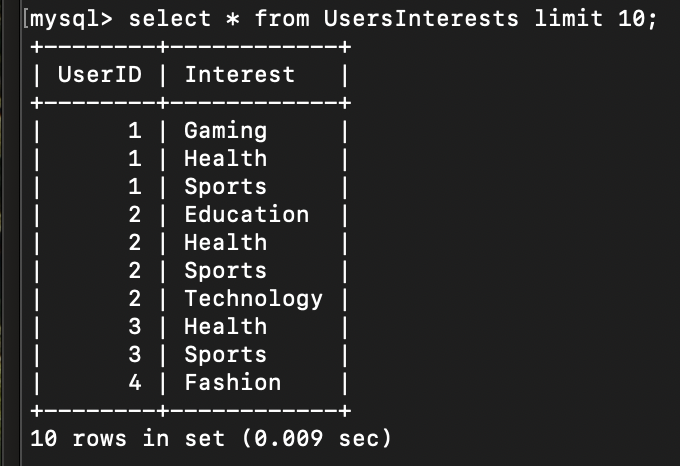 [mysql> select * from UsersInterests limit 10;
+--------+------------+
| UserID | Interest   |
+--------+------------+
|      1 | Gaming     |
|      1 | Health     |
|      1 | Sports     |
|      2 | Education  |
|      2 | Health     |
|      2 | Sports     |
|      2 | Technology |
|      3 | Health     |
|      3 | Sports     |
|      4 | Fashion    |
+--------+------------+
10 rows in set (0.009 sec)